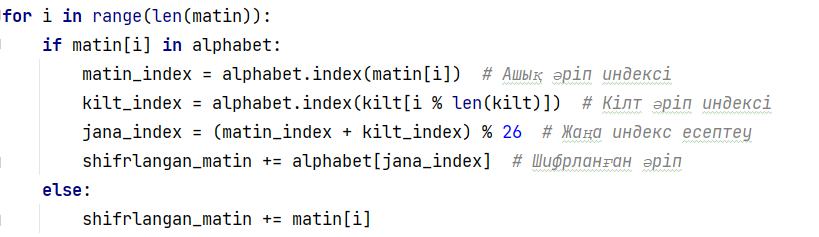 for i in range(len(matin)):
    if matin[i] in alphabet:
        matin_index = alphabet.index(matin[i])  # Ашық әріп индексі
        kilt_index = alphabet.index(kilt[i % len(kilt)])  # Кілт әріп индексі
        jana_index = (matin_index + kilt_index) % 26  # Жаңа индекс есептеу
        shifrlangan_matin += alphabet[jana_index]  # Шифрланған әріп
    else:
        shifrlangan_matin += matin[i]